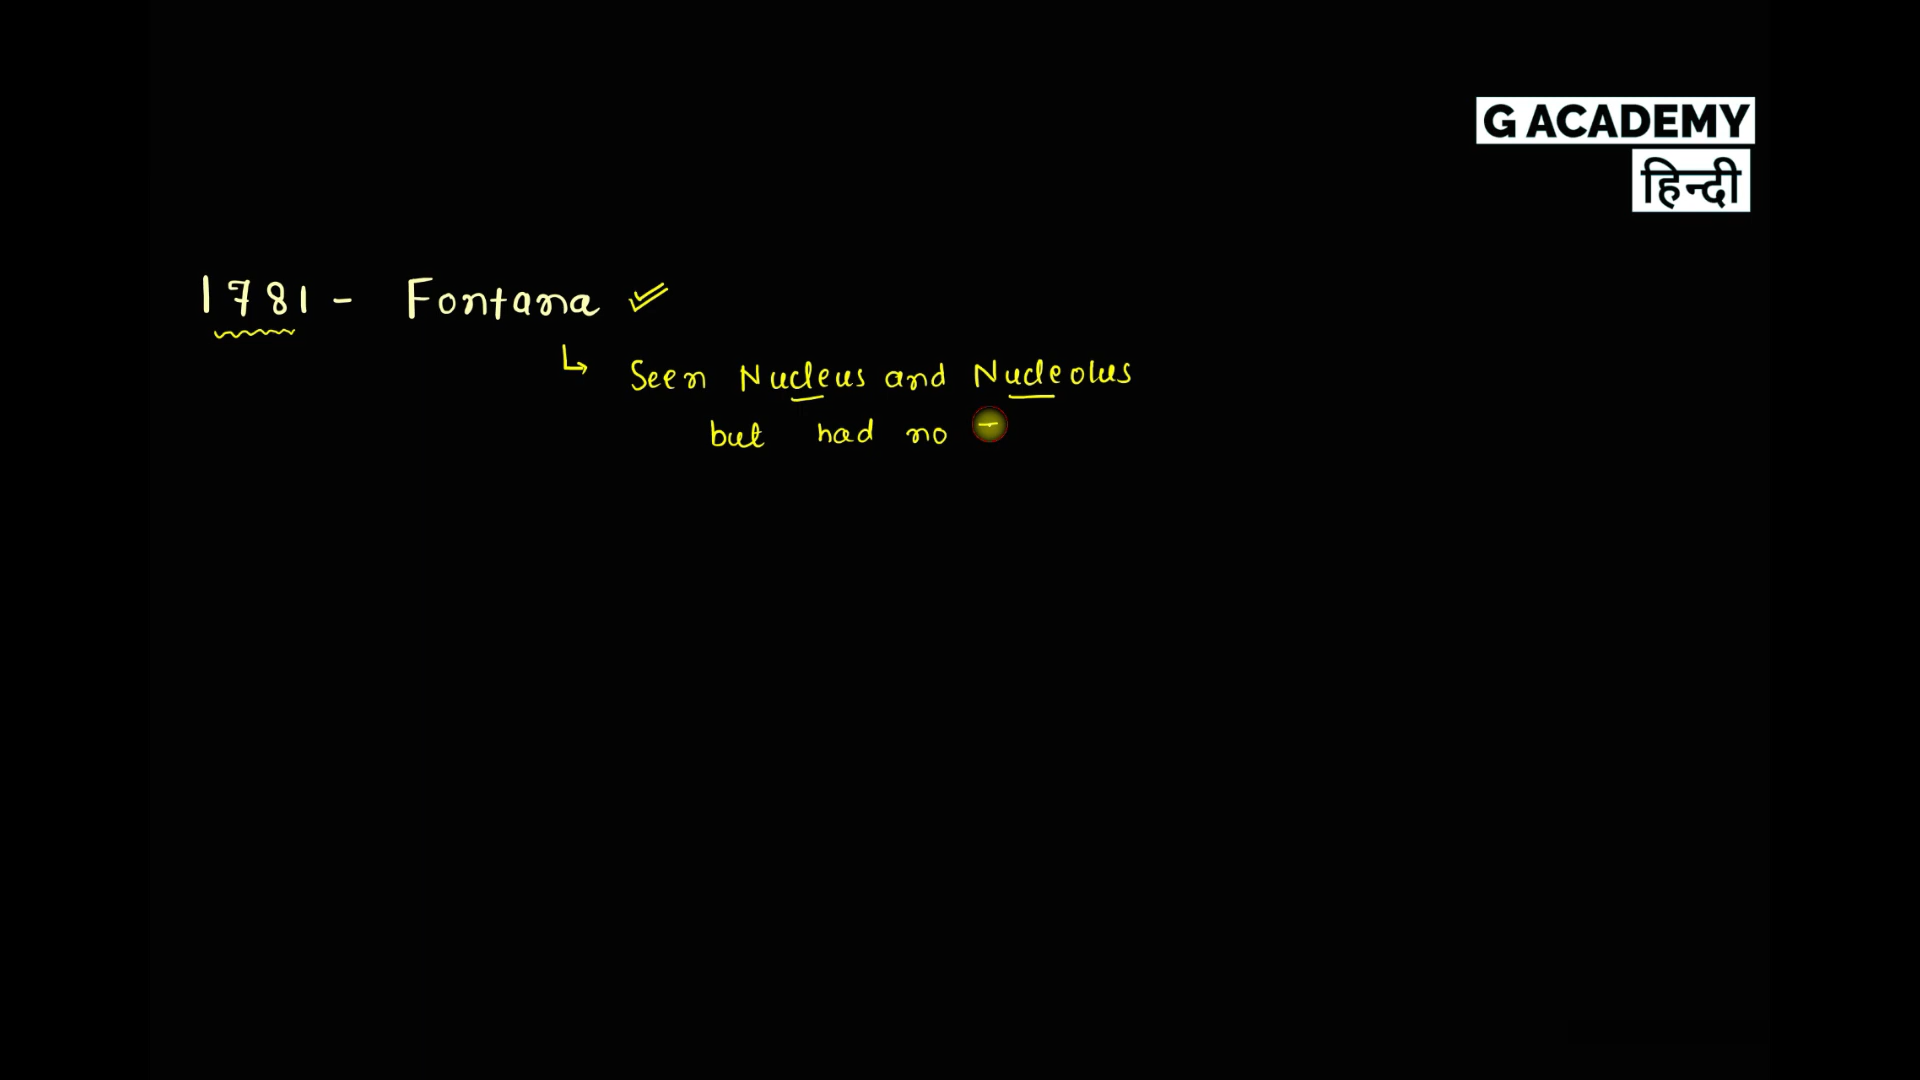 G ACADEMY
हिन्दी
1781 - Fontana
Seen Nucleus and Nucleolus
but had no